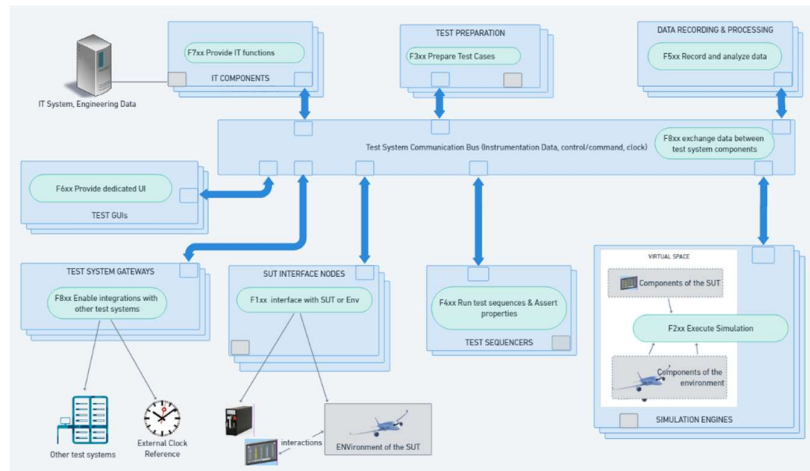 F7xx Provide IT functions
IT COMPONENTS
IT System, Engineering Data
TEST PREPARATION
F3xx Prepare Test Cases
DATA RECORDING & PROCESSING
F5xx Record and analyze data
Test System Communication Bus (Instrumentation Data, control/command, clock)
F8xx exchange data between
test system components
F6xx Provide dedicated UI
TEST GUIs
TEST SYSTEM GATEWAYS
F8xx Enable integrations with
other test systems
SUT INTERFACE NODES
F1xx interface with SUT or Env
F4xx Run test sequences & Assert
properties
TEST SEQUENCERS
VIRTUAL SPACE
Components of the SUT
F2xx Execute Simulation
Components of the
environment
SIMULATION ENGINES
Other test systems
External Clock
Reference
interactions
ENVironment of the SUT